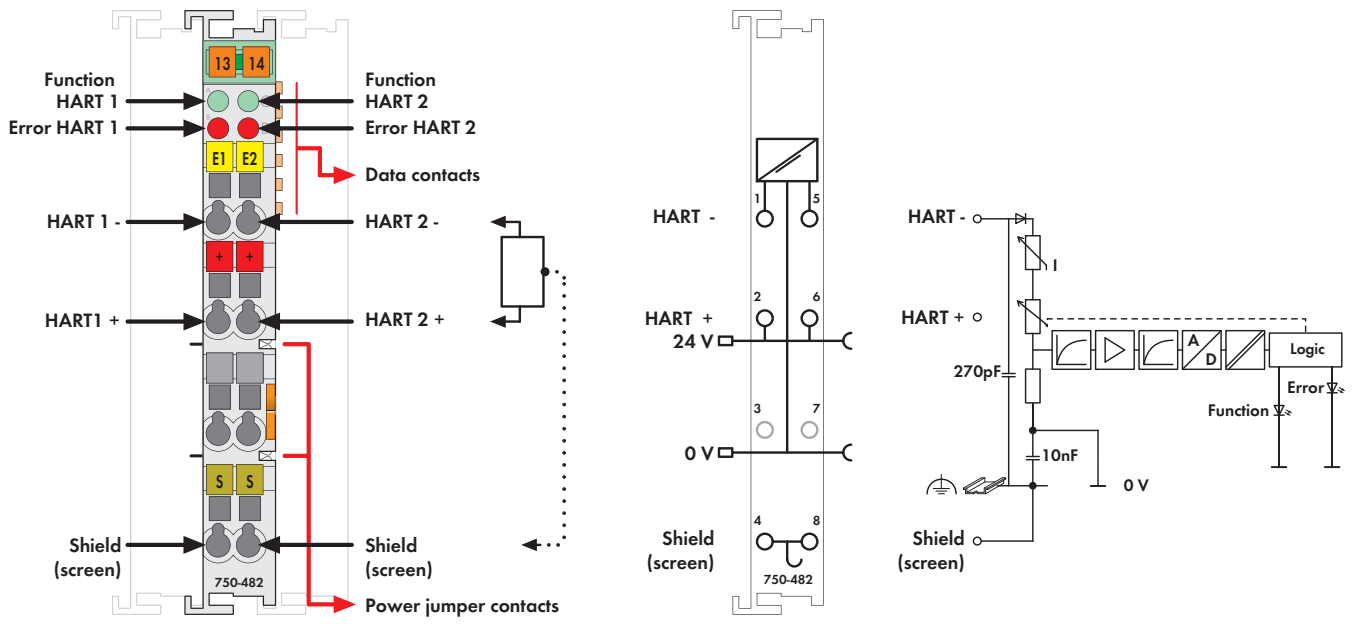 13 14
Function
HART 1
Function
HART 2
Error HART 1
Error HART 2
E1 E2
Data contacts
HART 1 -
HART 2 -
+ +
HART1 +
HART 2 +
S S
Shield
(screen)
Shield
(screen)
750-482
Power jumper contacts
1 5
HART -
2 6
HART +
24 V
3 7
0 V
4 8
Shield
(screen)
750-482
HART -
I
HART +
A
D
Logic
270pF
Error
Function
10nF
0 V
Shield
(screen)